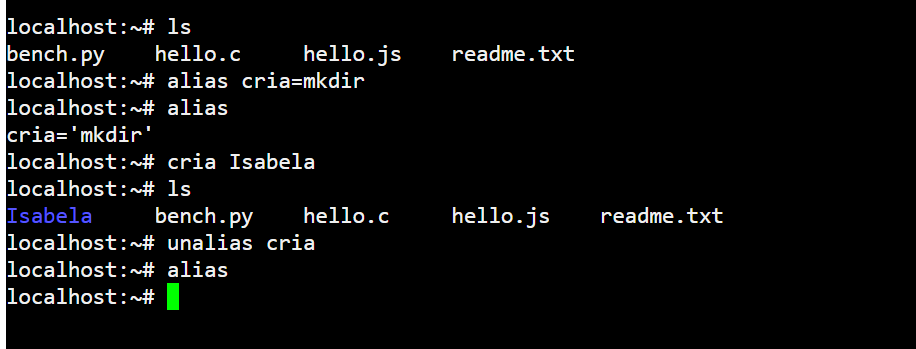 localhost:~# ls
bench.py    hello.c     hello.js    readme.txt
localhost:~# alias cria=mkdir
localhost:~# alias
cria='mkdir'
localhost:~# cria Isabela
localhost:~# ls
Isabela     bench.py    hello.c     hello.js    readme.txt
localhost:~# unalias cria
localhost:~# alias
localhost:~#